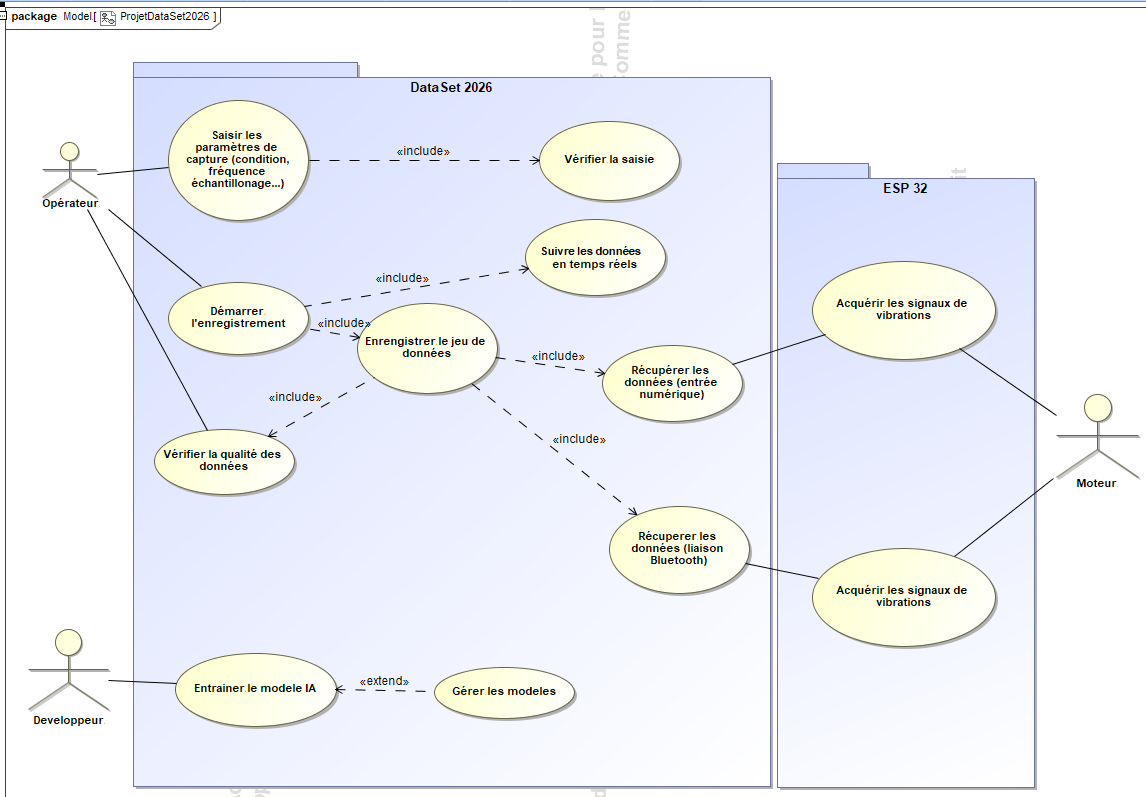 package Model[ ProjetDataSet2026 ]
DataSet 2026
Saisir les
paramètres de
capture (condition,
fréquence
échantillonage...)
«include»
Vérifier la saisie
Opérateur
ESP 32
Suivre les données
en temps réels
«include»
Démarrer
l'enregistrement
«include»
Enrengistrer le jeu de
données
«include»
Récupérer les
données (entrée
numérique)
Acquérir les signaux de
vibrations
«include»
«include»
Vérifier la qualité des
données
Moteur
Récuperer les
données (liaison
Bluetooth)
Acquérir les signaux de
vibrations
Developpeur
Entrainer le modele IA
«extend»
Gérer les modeles
pour
comme